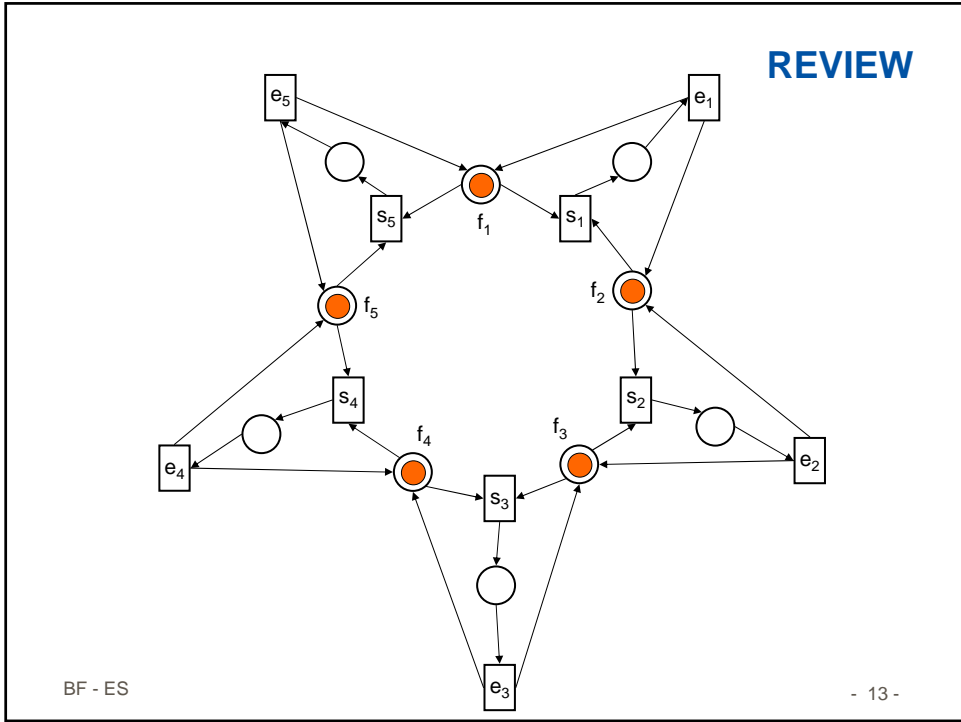 REVIEW
e5
e1
s5
f1
s1
f5
f2
s4
f4
f3
s2
e4
s3
e2
e3
BF - ES
- 13 -